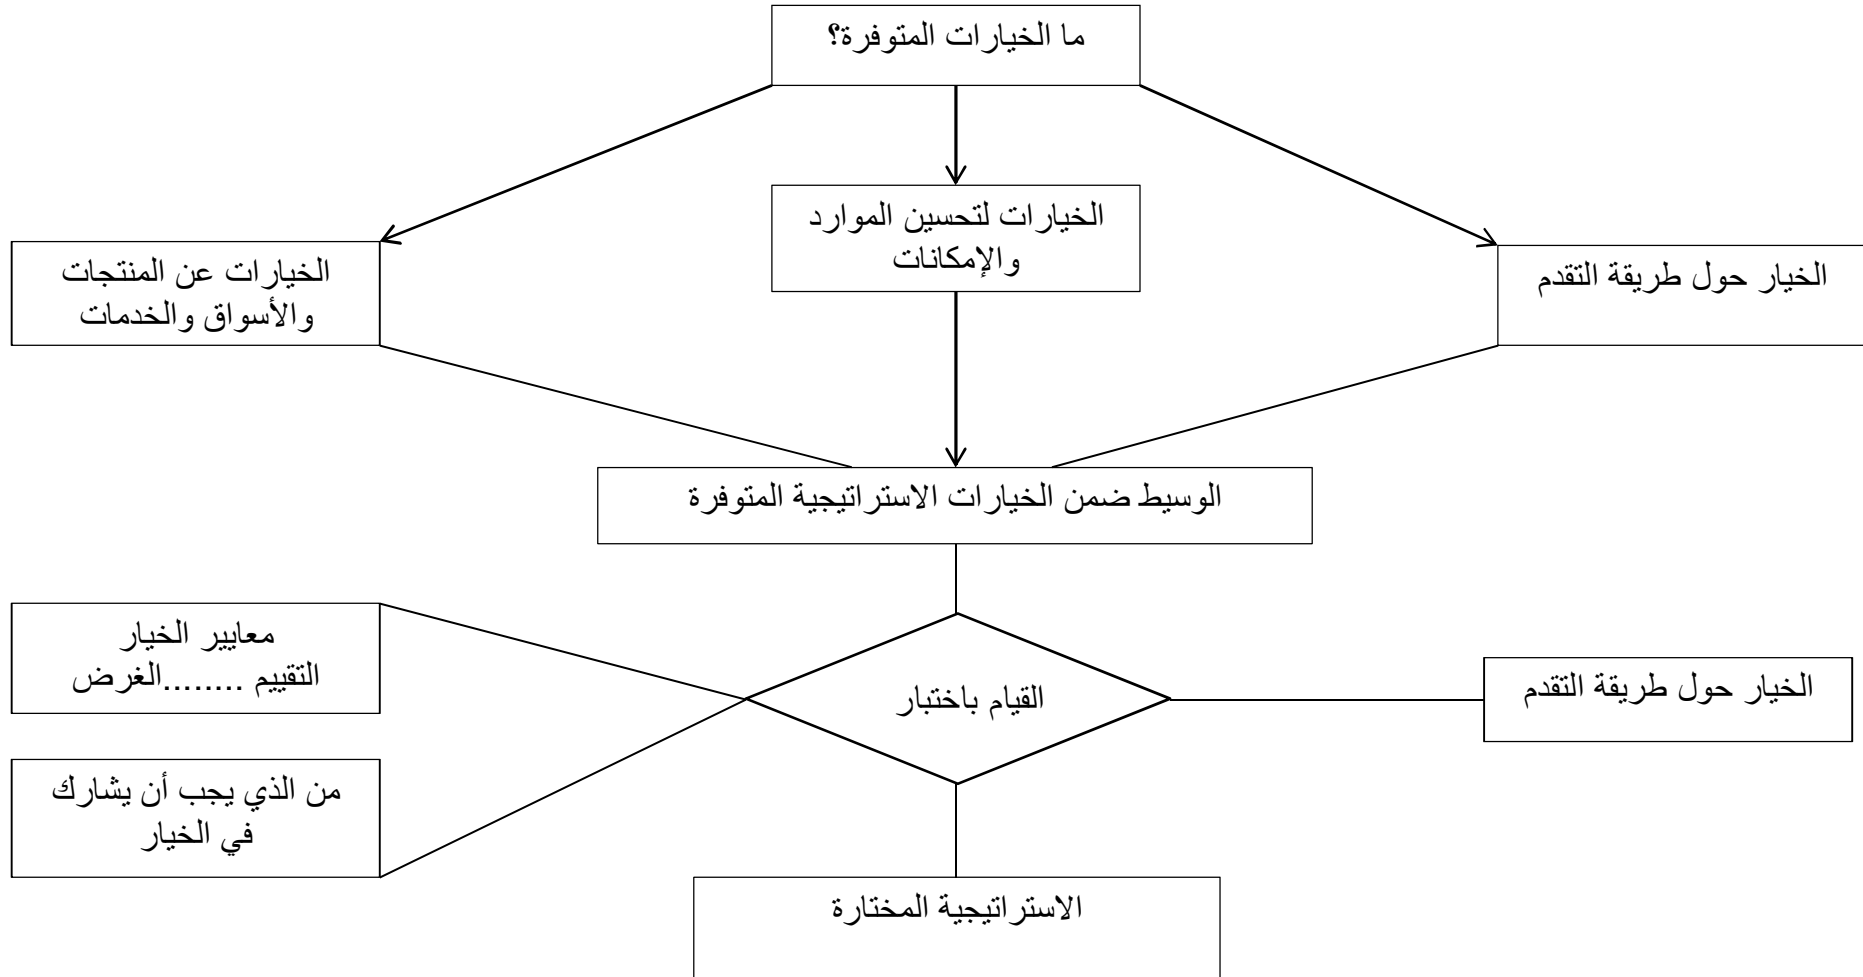 ما الخيارات المتوفرة؟
الخيارات لتحسين الموارد
والإمكانات
الخيار حول طريقة التقدم
الخيارات عن المنتجات
والأسواق والخدمات
الوسيط ضمن الخيارات الاستراتيجية المتوفرة
معايير الخيار
التقييم ........الغرض
القيام باختبار
الخيار حول طريقة التقدم
من الذي يجب أن يشارك
في الخيار
الاستراتيجية المختارة